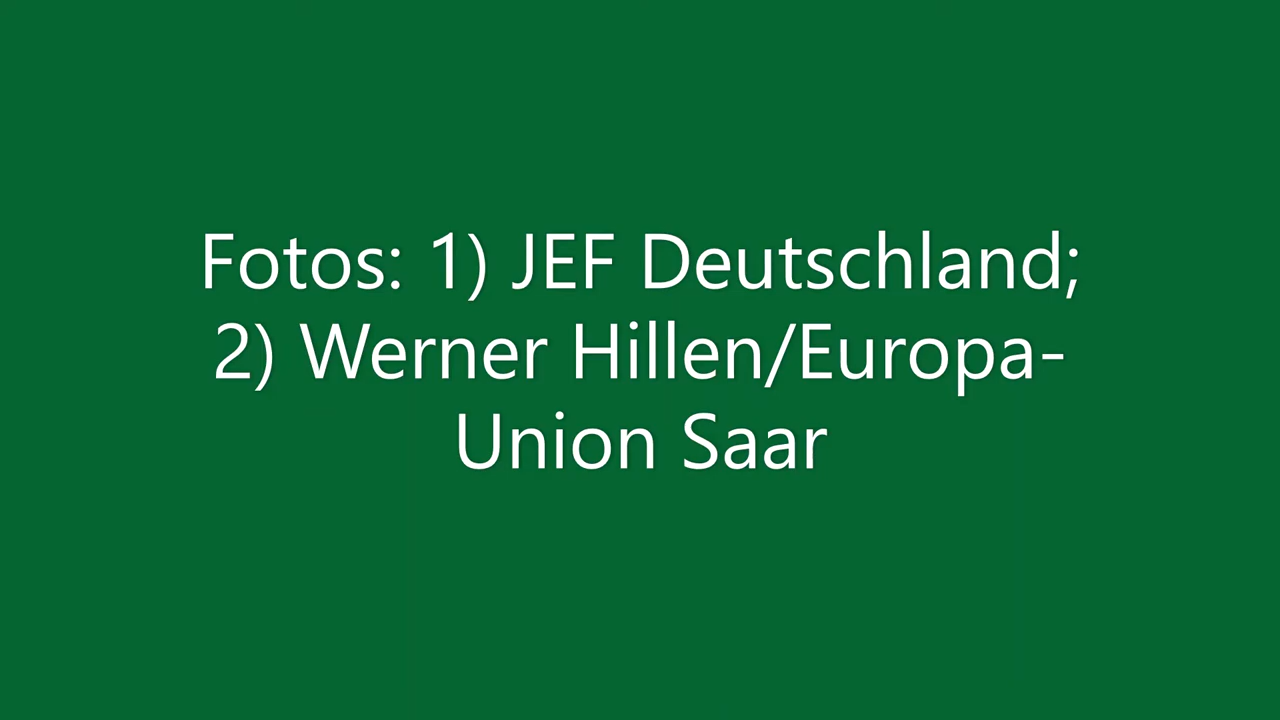 Fotos: 1) JEF Deutschland;
2) Werner Hillen/Europa-
Union Saar